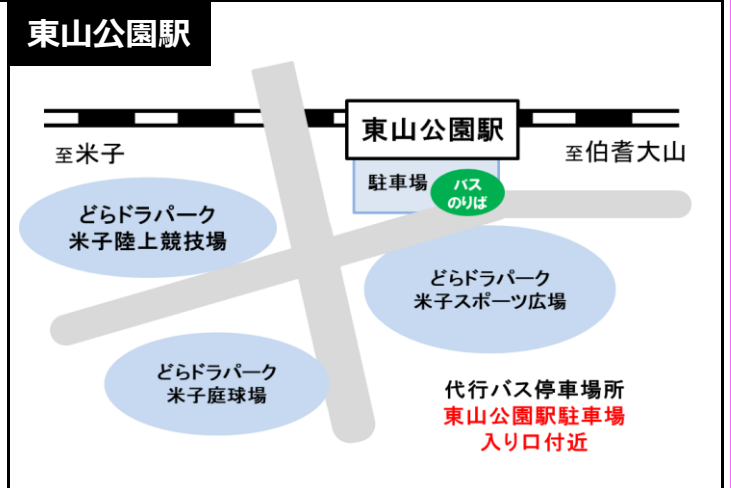 東山公園駅
東山公園駅
至米子
至伯耆大山
駐車場
バス
のりば
どらドラパーク
米子陸上競技場
どらドラパーク
米子スポーツ広場
どらドラパーク
米子庭球場
代行バス停車場所
東山公園駅駐車場
入り口付近